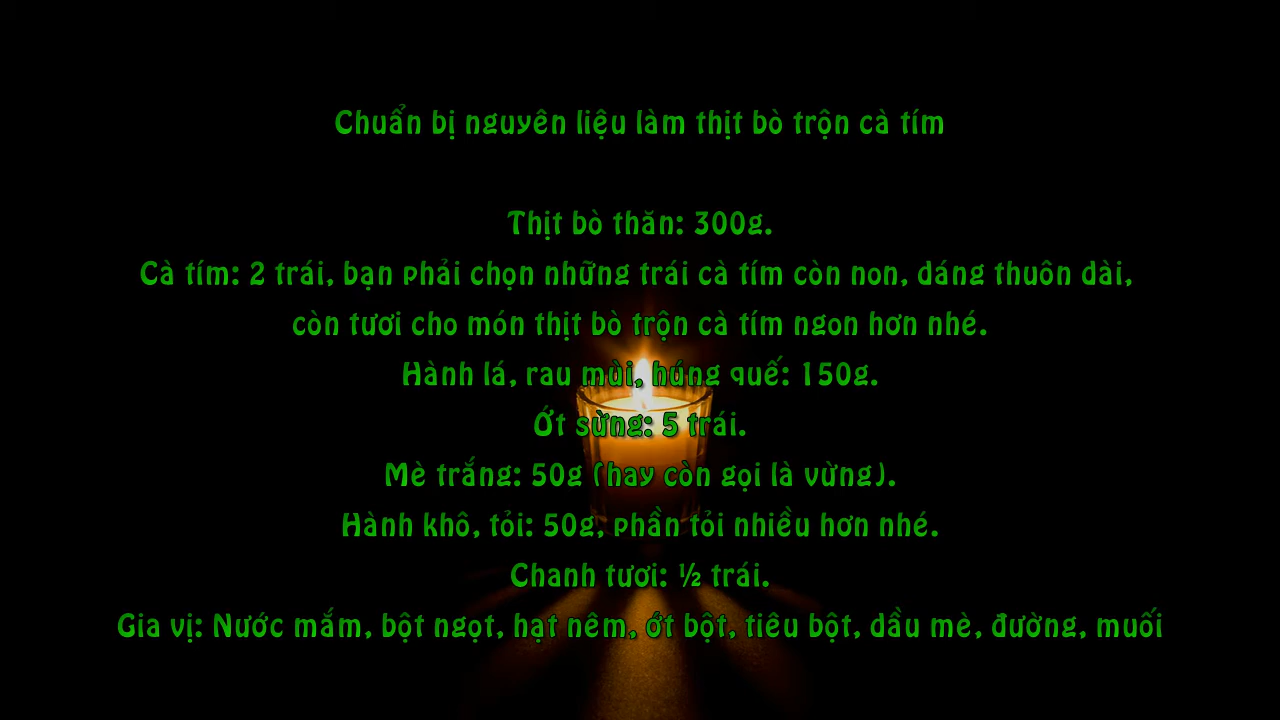 Chuẩn bị nguyên liệu làm thịt bò trộn cà tím
Thịt bò thăn: 300g.
Cà tím: 2 trái, bạn phải chọn những trái cà tím còn non, dáng thuôn dài,
còn tươi cho món thịt bò trộn cà tím ngon hơn nhé.
Hành lá, rau mùi, húng quế: 150g.
Ớt sừng: 5 trái.
Mè trắng: 50g (hay còn gọi là vừng).
Hành khô, tỏi: 50g, phần tỏi nhiều hơn nhé.
Chanh tươi: ½ trái.
Gia vị: Nước mắm, bột ngọt, hạt nêm, ớt bột, tiêu bột, dầu mè, đường, muối